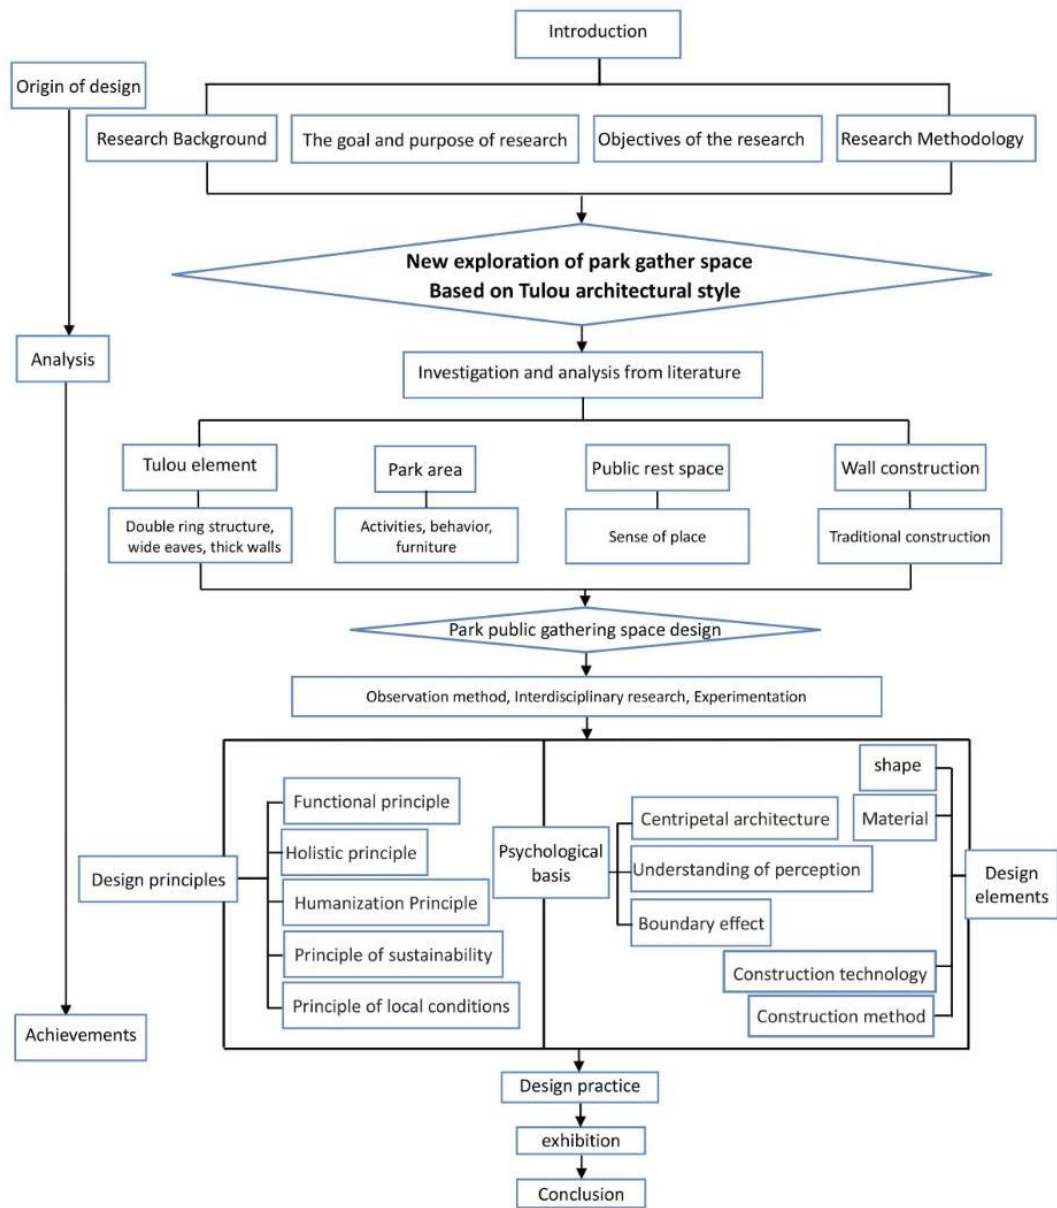 Introduction
Origin of design
Research Background
The goal and purpose of research
Objectives of the research
Research Methodology
New exploration of park gather space
Based on Tulou architectural style
Analysis
Investigation and analysis from literature
Tulou element
Park area
Public rest space
Wall construction
Double ring structure,
wide eaves, thick walls
Activities, behavior,
furniture
Sense of place
Traditional construction
Park public gathering space design
Observation method, Interdisciplinary research, Experimentation
Design principles
Functional principle
Holistic principle
Humanization Principle
Principle of sustainability
Principle of local conditions
Psychological
basis
Centripetal architecture
Understanding of perception
Boundary effect
shape
Material
Design
elements
Construction technology
Construction method
Achievements
Design practice
exhibition
Conclusion